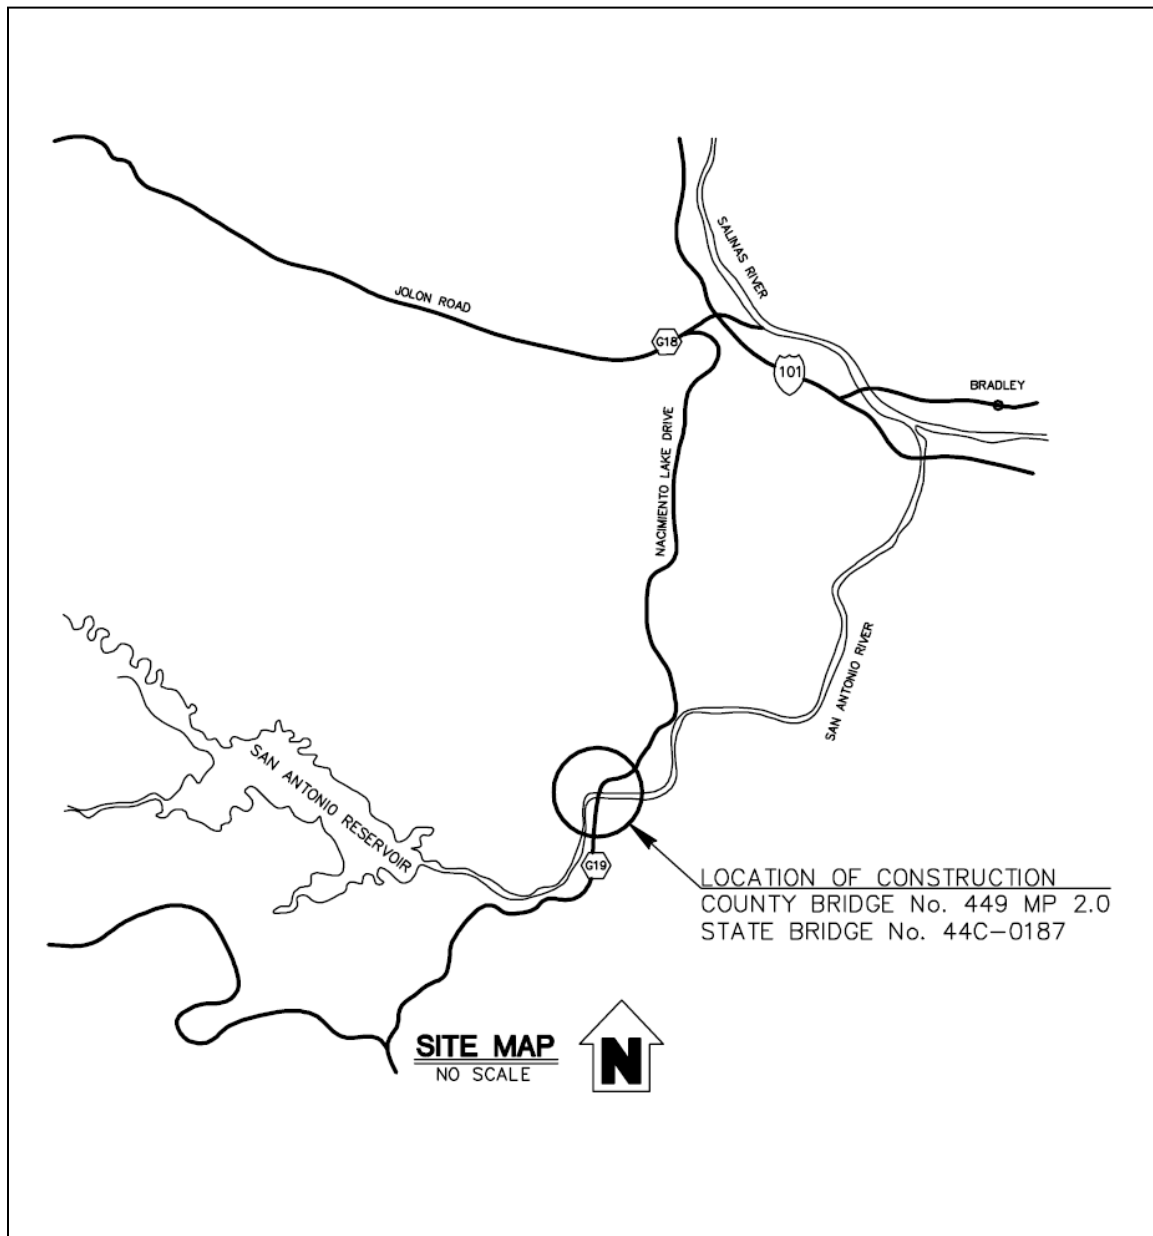 SALINAS RIVER
JOLON ROAD
G18
101
BRADLEY
NACIMIENTO LAKE DRIVE
SAN ANTONIO RIVER
SAN ANTONIO RESERVOIR
G19
LOCATION OF CONSTRUCTION
COUNTY BRIDGE No. 449 MP 2.0
STATE BRIDGE No. 44C-0187
SITE MAP
NO SCALE
N